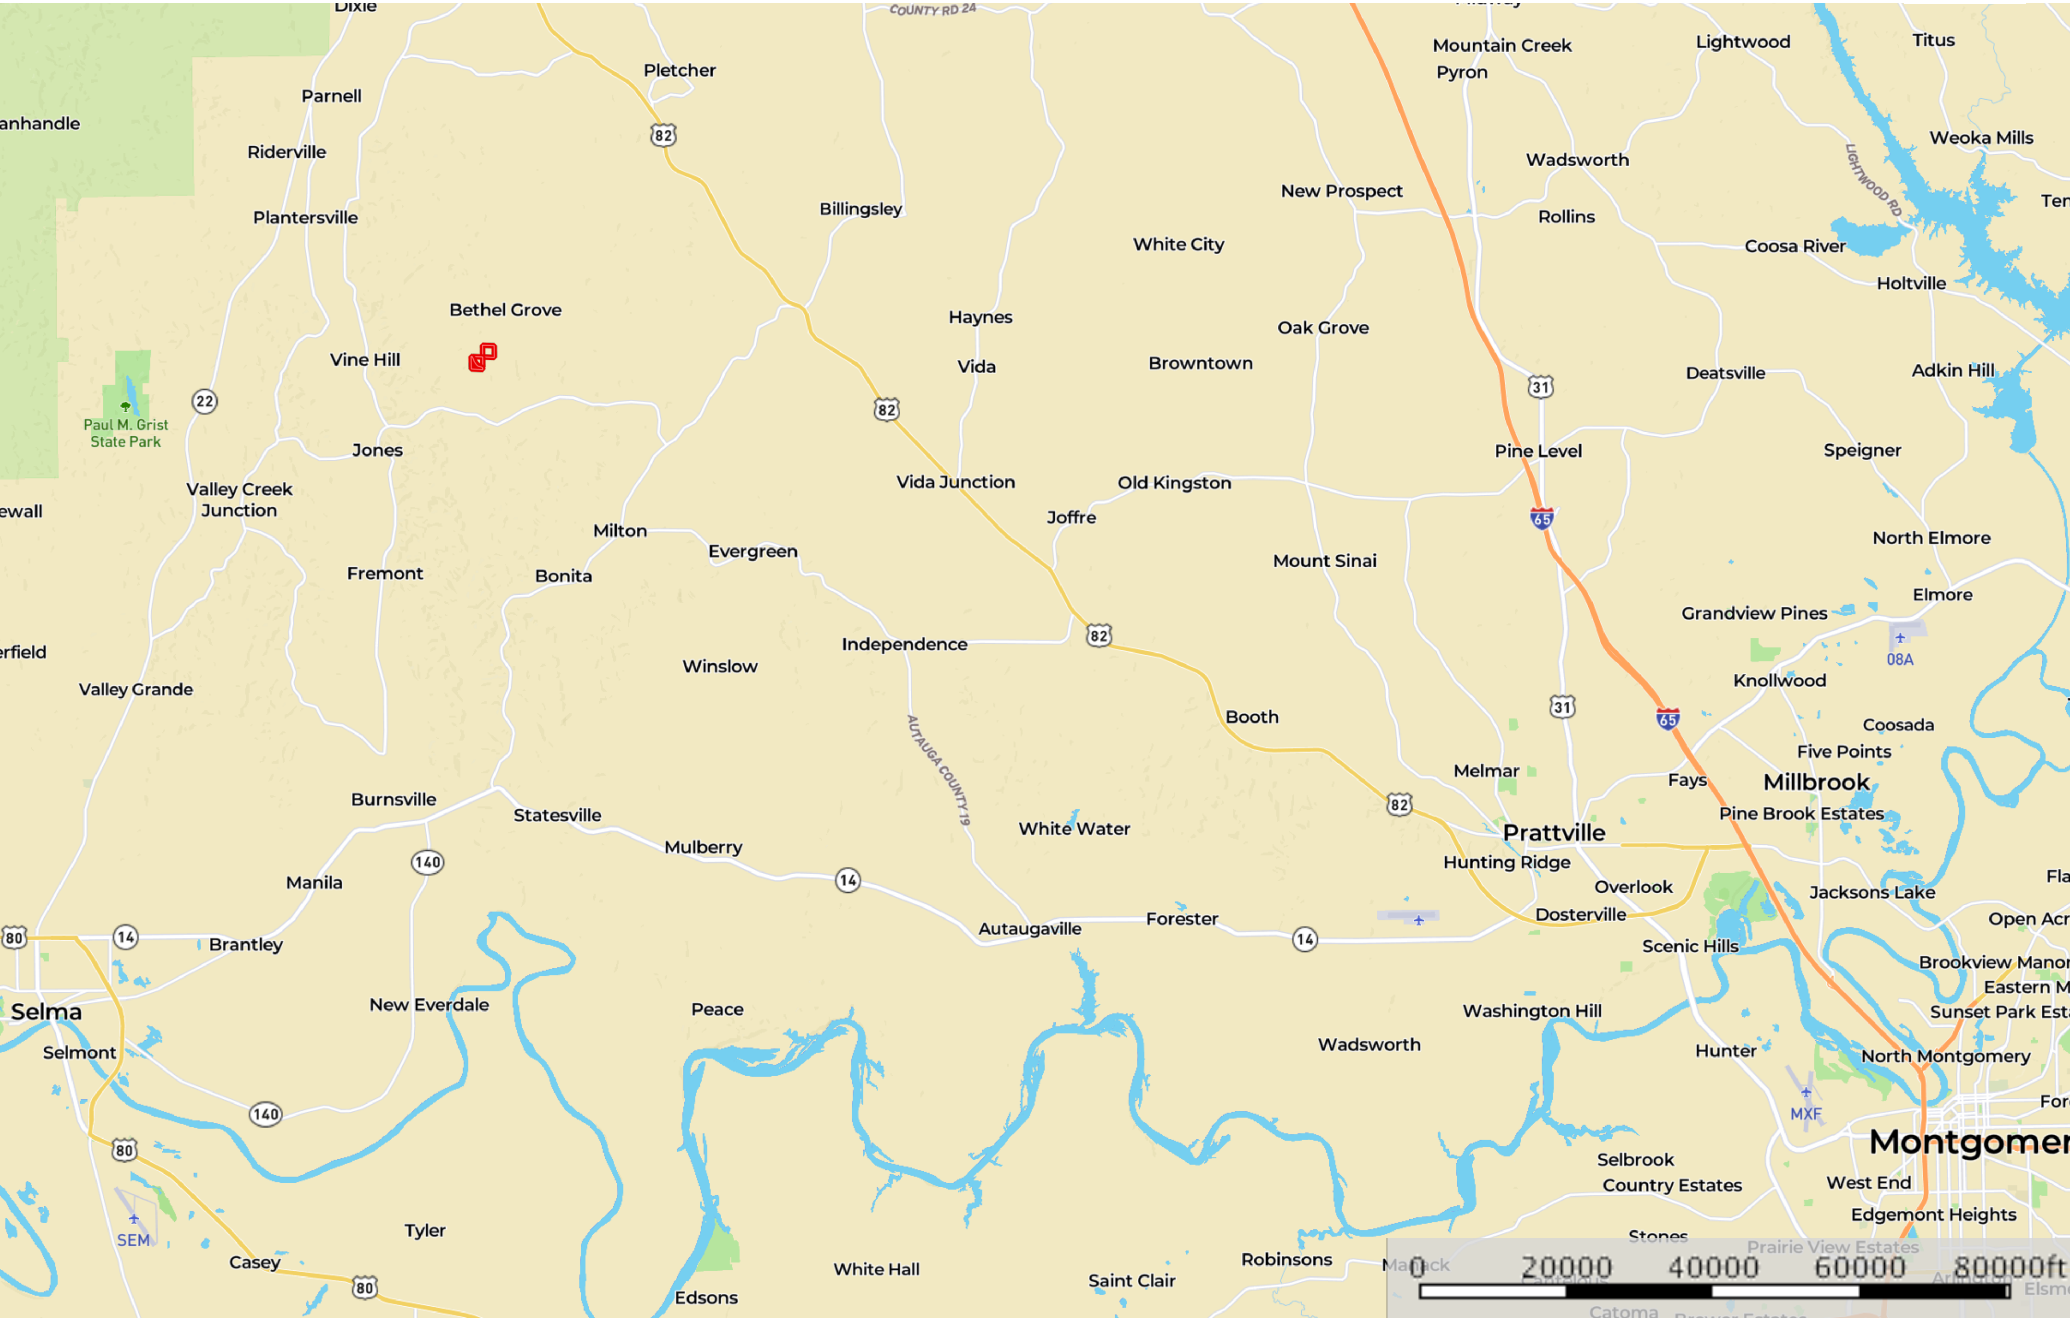 Dixie
COUNTY RD 24
Mountain Creek
Lightwood
Titus
Pletcher
Pyron
Parnell
anhandle
82
Weoka Mills
Riderville
Wadsworth
LIGHTWOOD RD
New Prospect
Billingsley
Plantersville
Rollins
White City
Coosa River
Holtville
Bethel Grove
Haynes
Oak Grove
Vine Hill
Vida
Browntown
Deatsville
Adkin Hill
31
22
82
Paul M. Grist
State Park
Jones
Pine Level
Speigner
Valley Creek
Junction
Vida Junction
Old Kingston
ewall
Joffre
65
Milton
North Elmore
Evergreen
Mount Sinai
Fremont
Bonita
Elmore
Grandview Pines
82
Independence
erfield
08A
Winslow
Knollwood
Valley Grande
31
65
Booth
Coosada
AUTAUGA COUNTY 19
Five Points
Melmar
Fays
Millbrook
Burnsville
82
Statesville
Pine Brook Estates
White Water
Prattville
Mulberry
140
Hunting Ridge
14
Manila
Overlook
Jacksons Lake
Fla
Dosterville
Forester
Open Acr
Autaugaville
80
14
14
Brantley
Scenic Hills
Brookview Manor
Eastern M
New Everdale
Peace
Washington Hill
Selma
Sunset Park Esta
Wadsworth
Selmont
Hunter
North Montgomery
For
140
MXF
Montgomer
80
Selbrook
Country Estates
West End
Edgemont Heights
Tyler
SEM
Stones
Prairie View Estates
Casey
Robinsons
Manack
White Hall
Saint Clair
80
Edsons
0 20000 40000 60000 80000ft
Elsm
Catoma